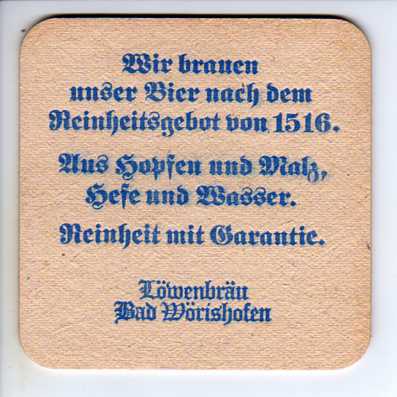 Wir brauen
unser Bier nach dem
Reinheitsgebot von 1516.
Aus Hopfen und Malz,
Hefe und Wasser.
Reinheit mit Garantie.
Löwenbräu
Bad Wörishofen